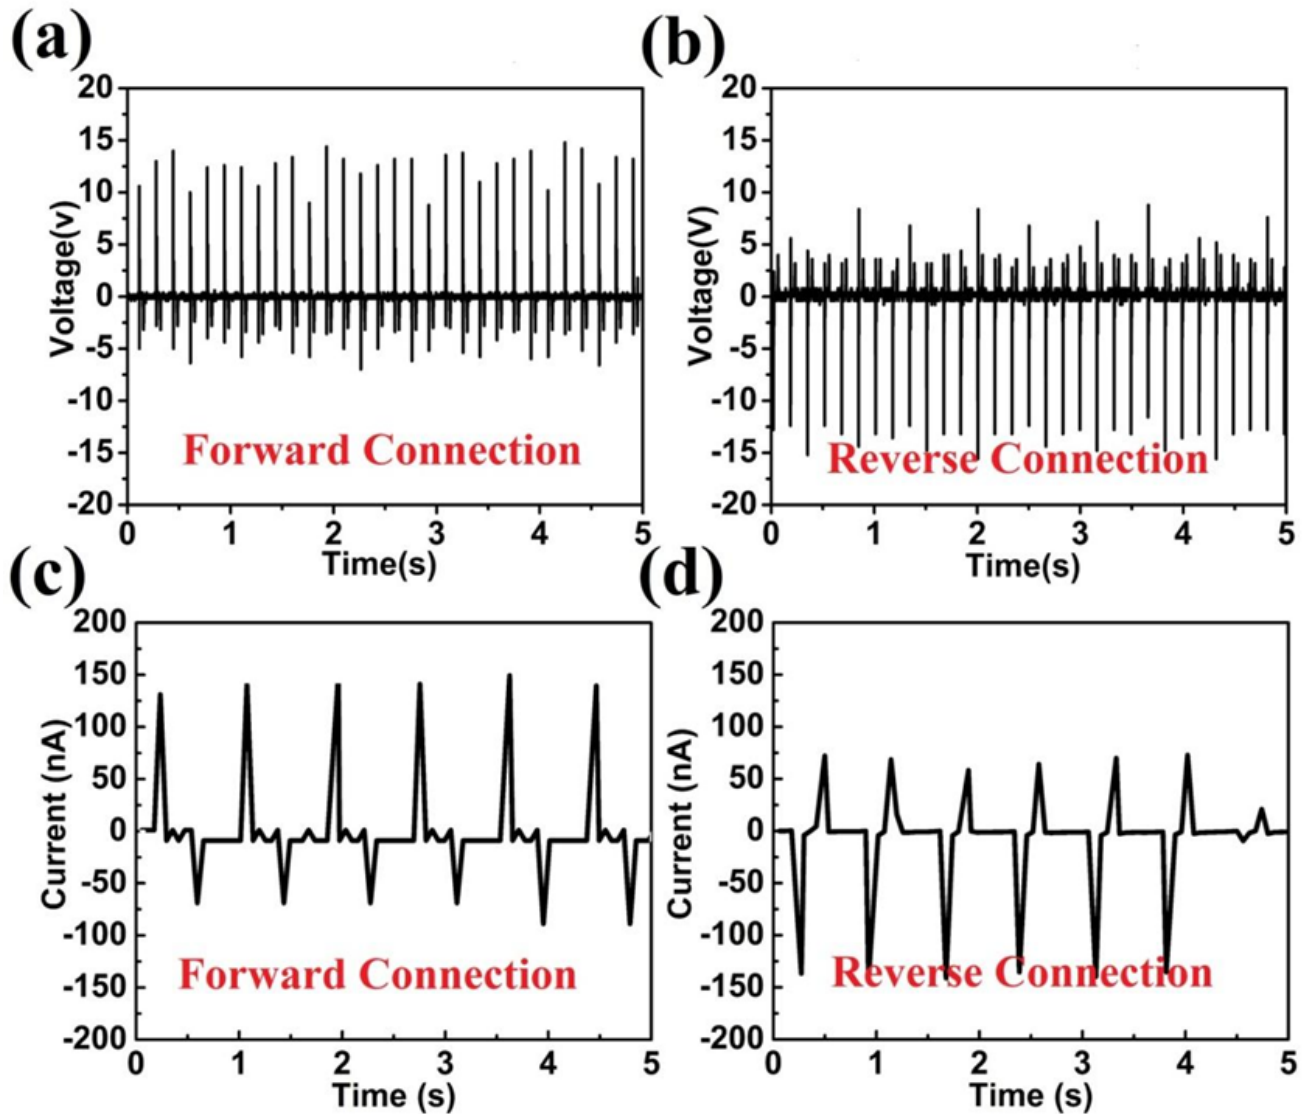 (a)
20
15
10
5
0
-5
-10
-15
-20
Voltage(v)
Forward Connection
0 1 2 3 4 5
Time(s)
(b)
20
15
10
5
0
-5
-10
-15
-20
Voltage(V)
Reverse Connection
0 1 2 3 4 5
Time(s)
(c)
200
150
100
50
0
-50
-100
-150
-200
Current (nA)
Forward Connection
0 1 2 3 4 5
Time (s)
(d)
200
150
100
50
0
-50
-100
-150
-200
Current (nA)
Reverse Connection
0 1 2 3 4 5
Time (s)